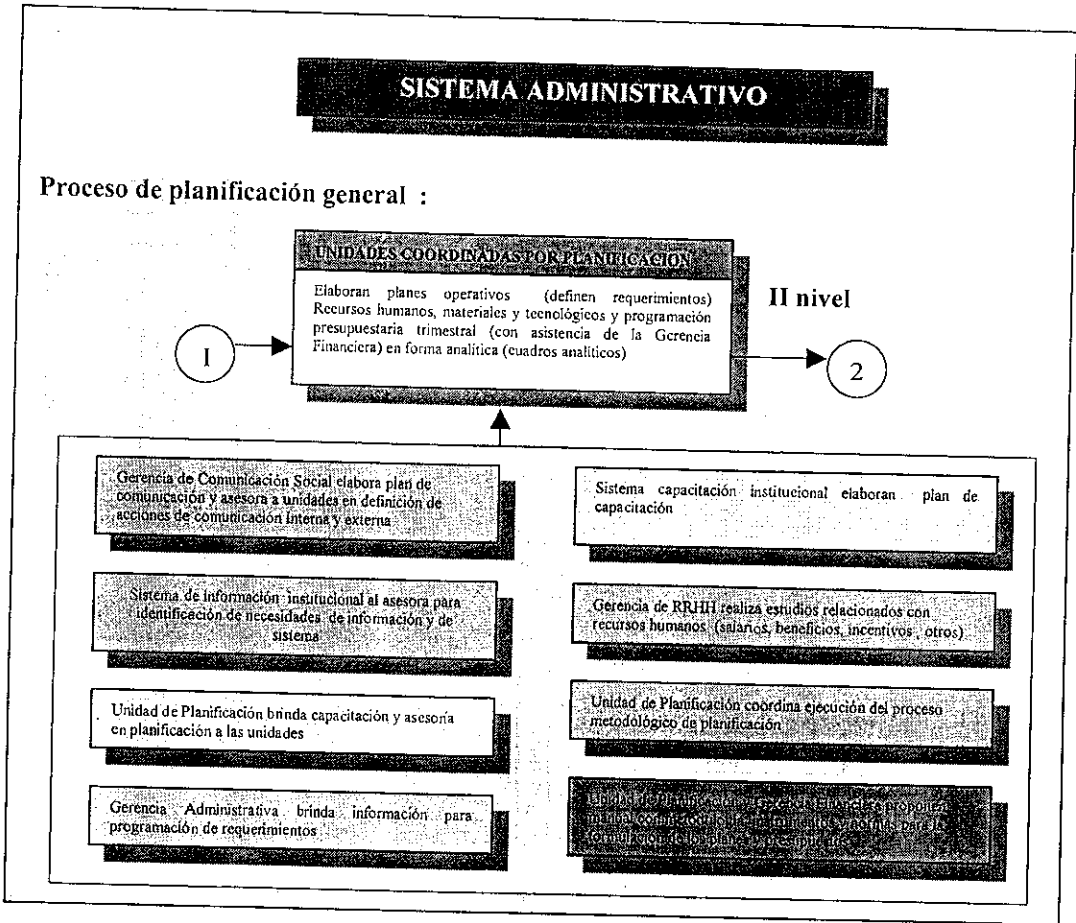 SISTEMA ADMINISTRATIVO
Proceso de planificación general :
UNIDADES COORDINADAS POR PLANIFICACION
Elaboran planes operativos (definen requerimientos)
Recursos humanos, materiales y tecnológicos y programación
presupuestaria trimestral (con asistencia de la Gerencia
Financiera) en forma analítica (cuadros analíticos)
II nivel
I
2
Gerencia de Comunicación Social elabora plan de
comunicación y asesora a unidades en definición de
acciones de comunicación interna y externa
Sistema de información institucional al asesora para
identificación de necesidades de información y de
sistema
Unidad de Planificación brinda capacitación y asesoría
en planificación a las unidades
Gerencia Administrativa brinda información para
programación de requerimientos
Sistema capacitación institucional elaboran plan de
capacitación
Gerencia de RRHH realiza estudios relacionados con
recursos humanos (salarios, beneficios, incentivos , otros)
Unidad de Planificación coordina ejecución del proceso
metodológico de planificación
Unidad de